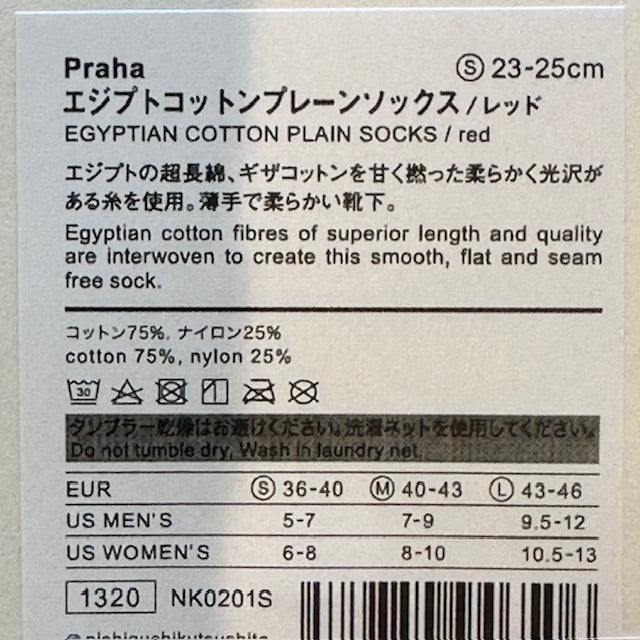 Praha Ⓢ 23-25cm
エジプトコットンプレーンソックス/レッド
EGYPTIAN COTTON PLAIN SOCKS / red
エジプトの超長綿、ギザコットンを甘く撚った柔らかく光沢が
ある糸を使用。薄手で柔らかい靴下。
Egyptian cotton fibres of superior length and quality
are interwoven to create this smooth, flat and seam
free sock.
コットン75%, ナイロン25%
cotton 75%, nylon 25%
30
タンブラー乾燥はお避けください。洗濯ネットを使用してください。
Do not tumble dry, Wash in laundry net.
EUR Ⓢ 36-40 Ⓜ 40-43 Ⓛ 43-46
US MEN'S 5-7 7-9 9.5-12
US WOMEN'S 6-8 8-10 10.5-13
1320 NK0201S